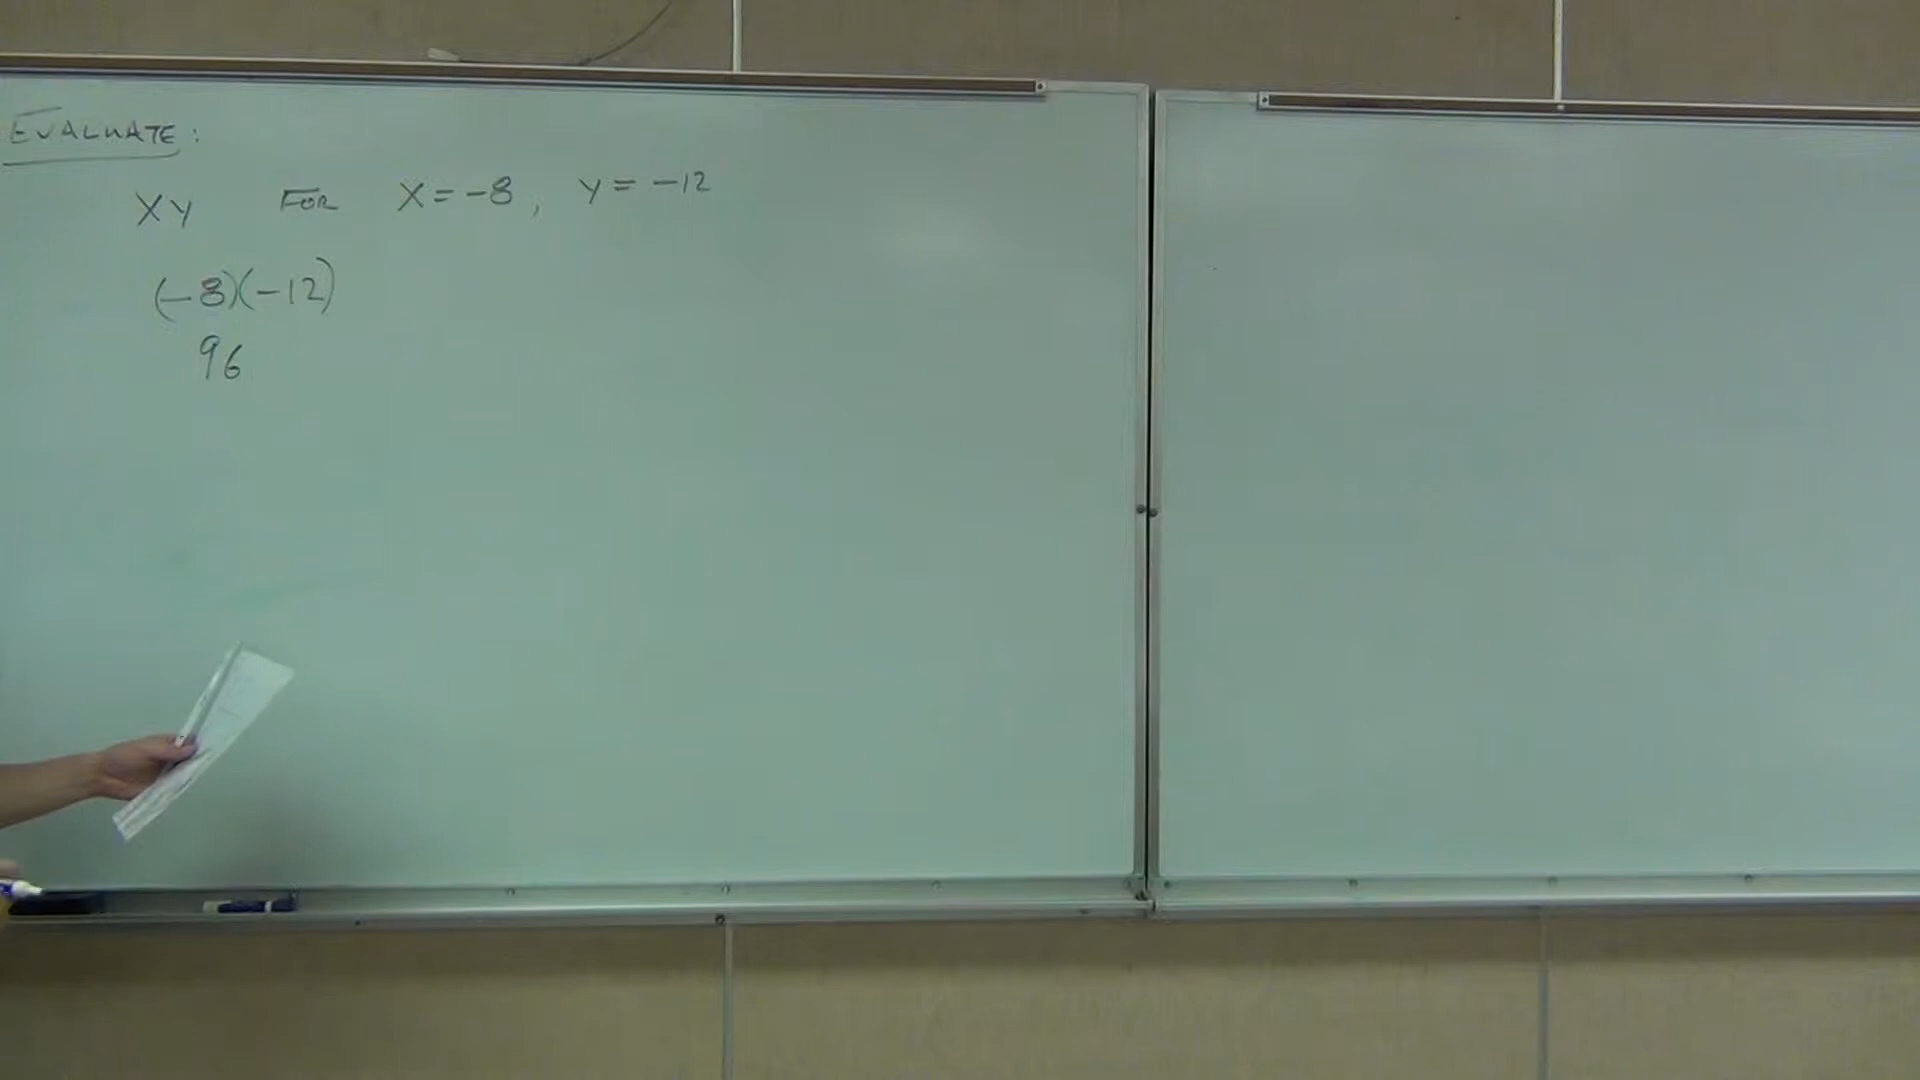 EVALUATE:
XY FOR X=-8, Y=-12
(-8)(-12)
96